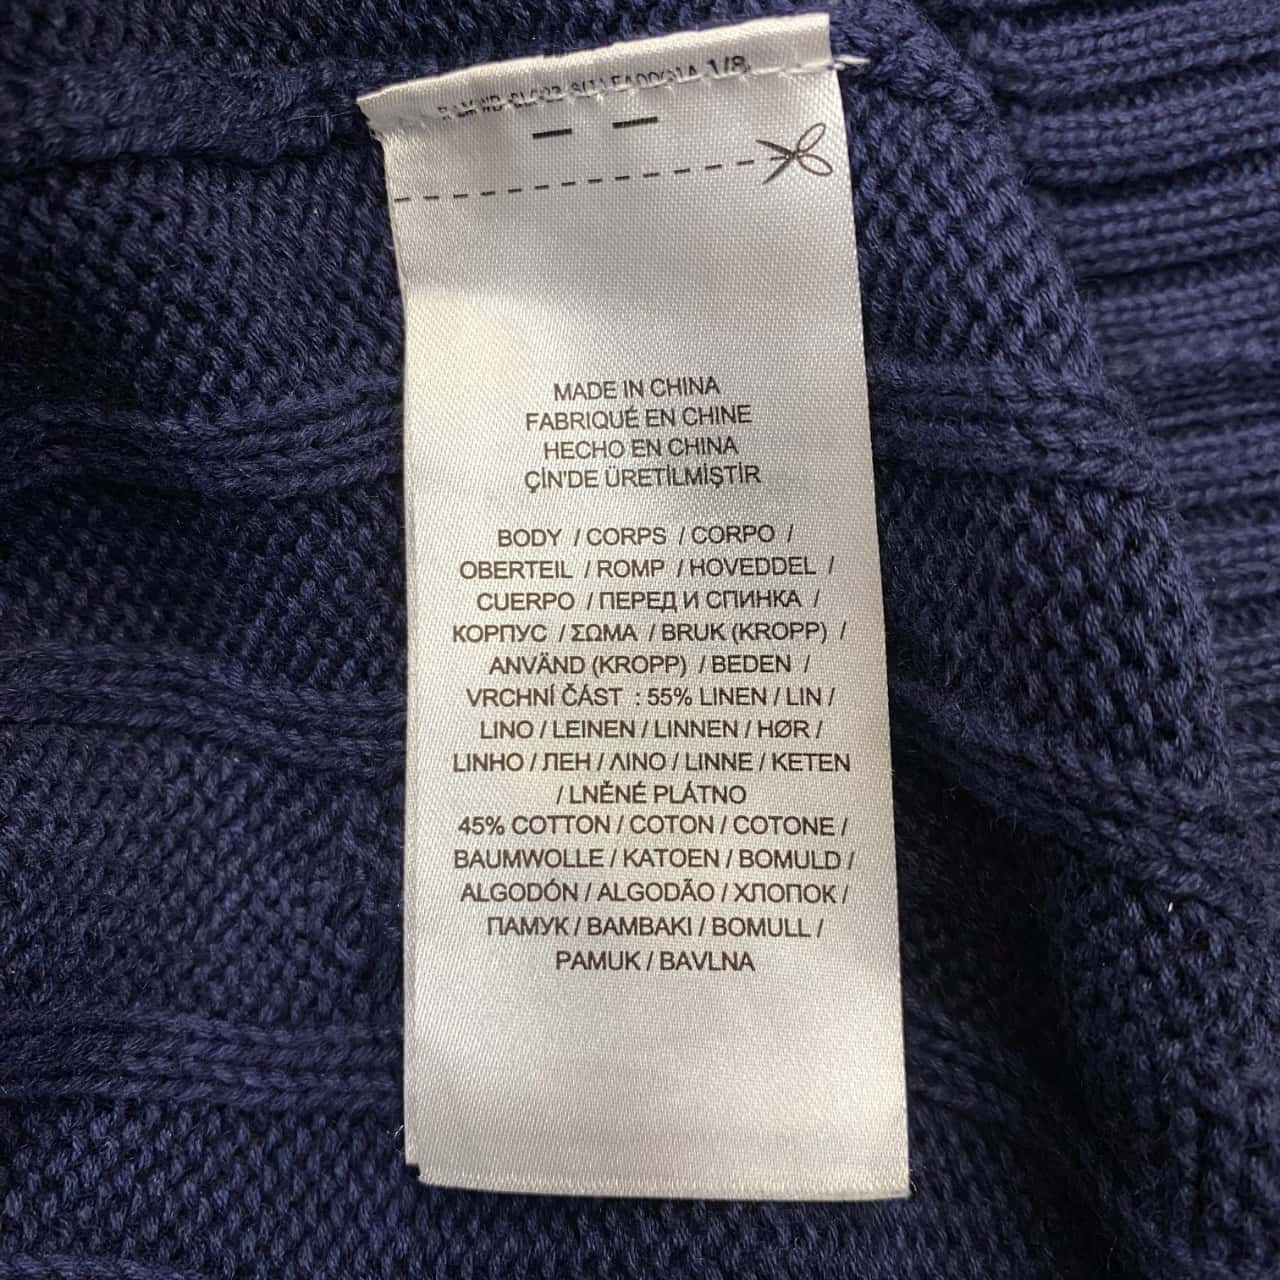 1/8
MADE IN CHINA
FABRIQUÉ EN CHINE
HECHO EN CHINA
ÇİN'DE ÜRETİLMİŞTİR
BODY / CORPS / CORPO /
OBERTEIL / ROMP / HOVEDDEL /
CUERPO / ПЕРЕД И СПИНКА /
КОРПУС / ΣΩΜΑ / BRUK (KROPP) /
ANVÄND (KROPP) / BEDEN /
VRCHNÍ ČÁST : 55% LINEN / LIN /
LINO / LEINEN / LINNEN / HØR /
LINHO / ЛЕН / ΛΙΝΟ / LINNE / KETEN
/ LNĚNÉ PLÁTNO
45% COTTON / COTON / COTONE /
BAUMWOLLE / KATOEN / BOMULD /
ALGODÓN / ALGODÃO / ХЛОПОК /
ПАМУК / ΒΑΜΒΑΚΙ / BOMULL /
PAMUK / BAVLNA